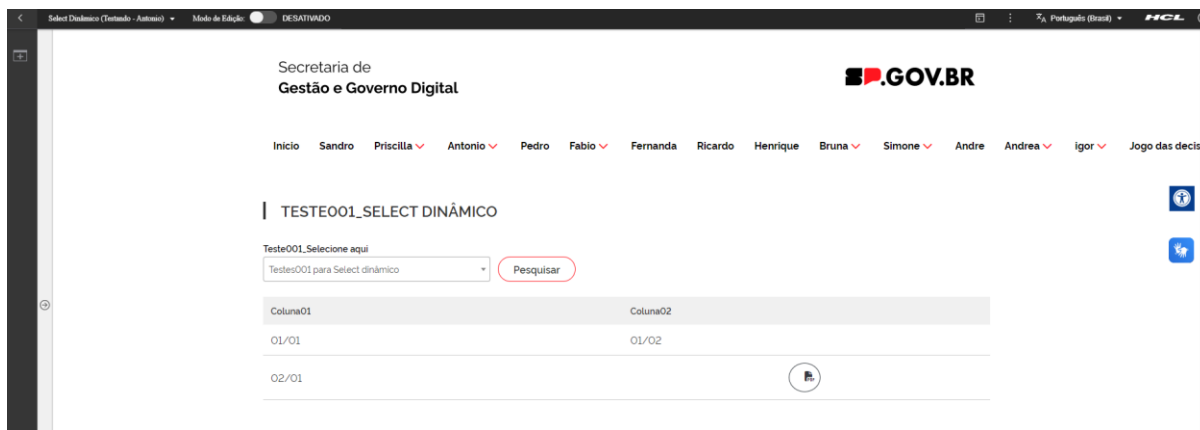 Select Dinâmico (Testando - Antonio) Modo de Edição: DESATIVADO Português (Brasil) HCL
Secretaria de
Gestão e Governo Digital
SP.GOV.BR
Início Sandro Priscilla Antonio Pedro Fabio Fernanda Ricardo Henrique Bruna Simone Andre Andrea igor Jogo das decis
TESTE001_SELECT DINÂMICO
Teste001_Selecione aqui
Testes001 para Select dinâmico Pesquisar
Coluna01 Coluna02
01/01 01/02
02/01 PDF